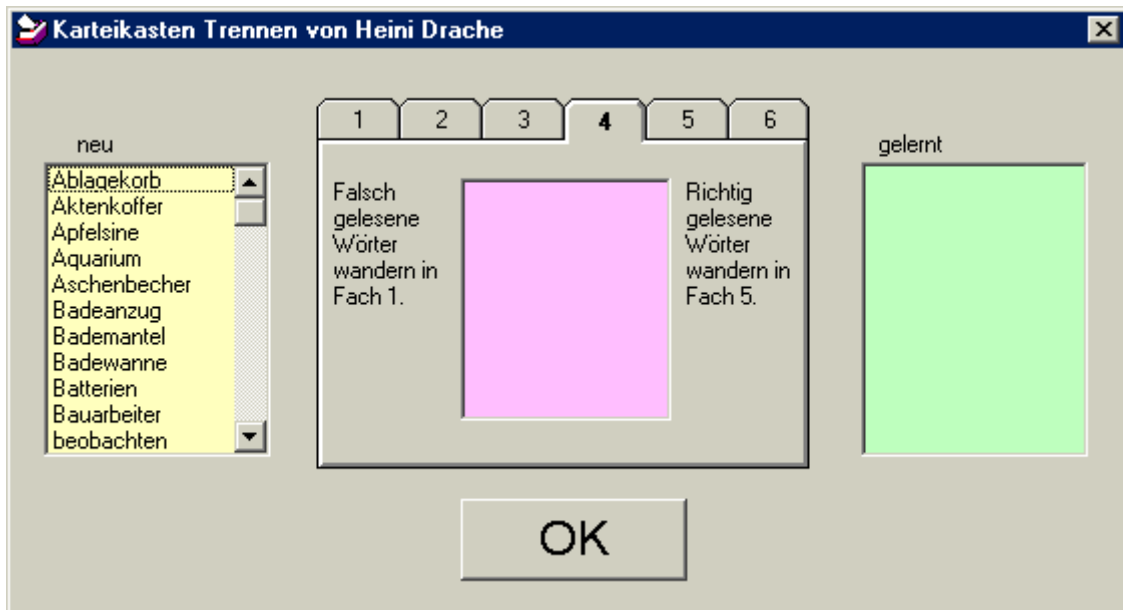 Karteikasten Trennen von Heini Drache
neu
Ablagekorb
Aktenkoffer
Apfelsine
Aquarium
Aschenbecher
Badeanzug
Bademantel
Badewanne
Batterien
Bauarbeiter
beobachten
1 2 3 4 5 6
Falsch
gelesene
Wörter
wandern in
Fach 1.
Richtig
gelesene
Wörter
wandern in
Fach 5.
gelernt
OK